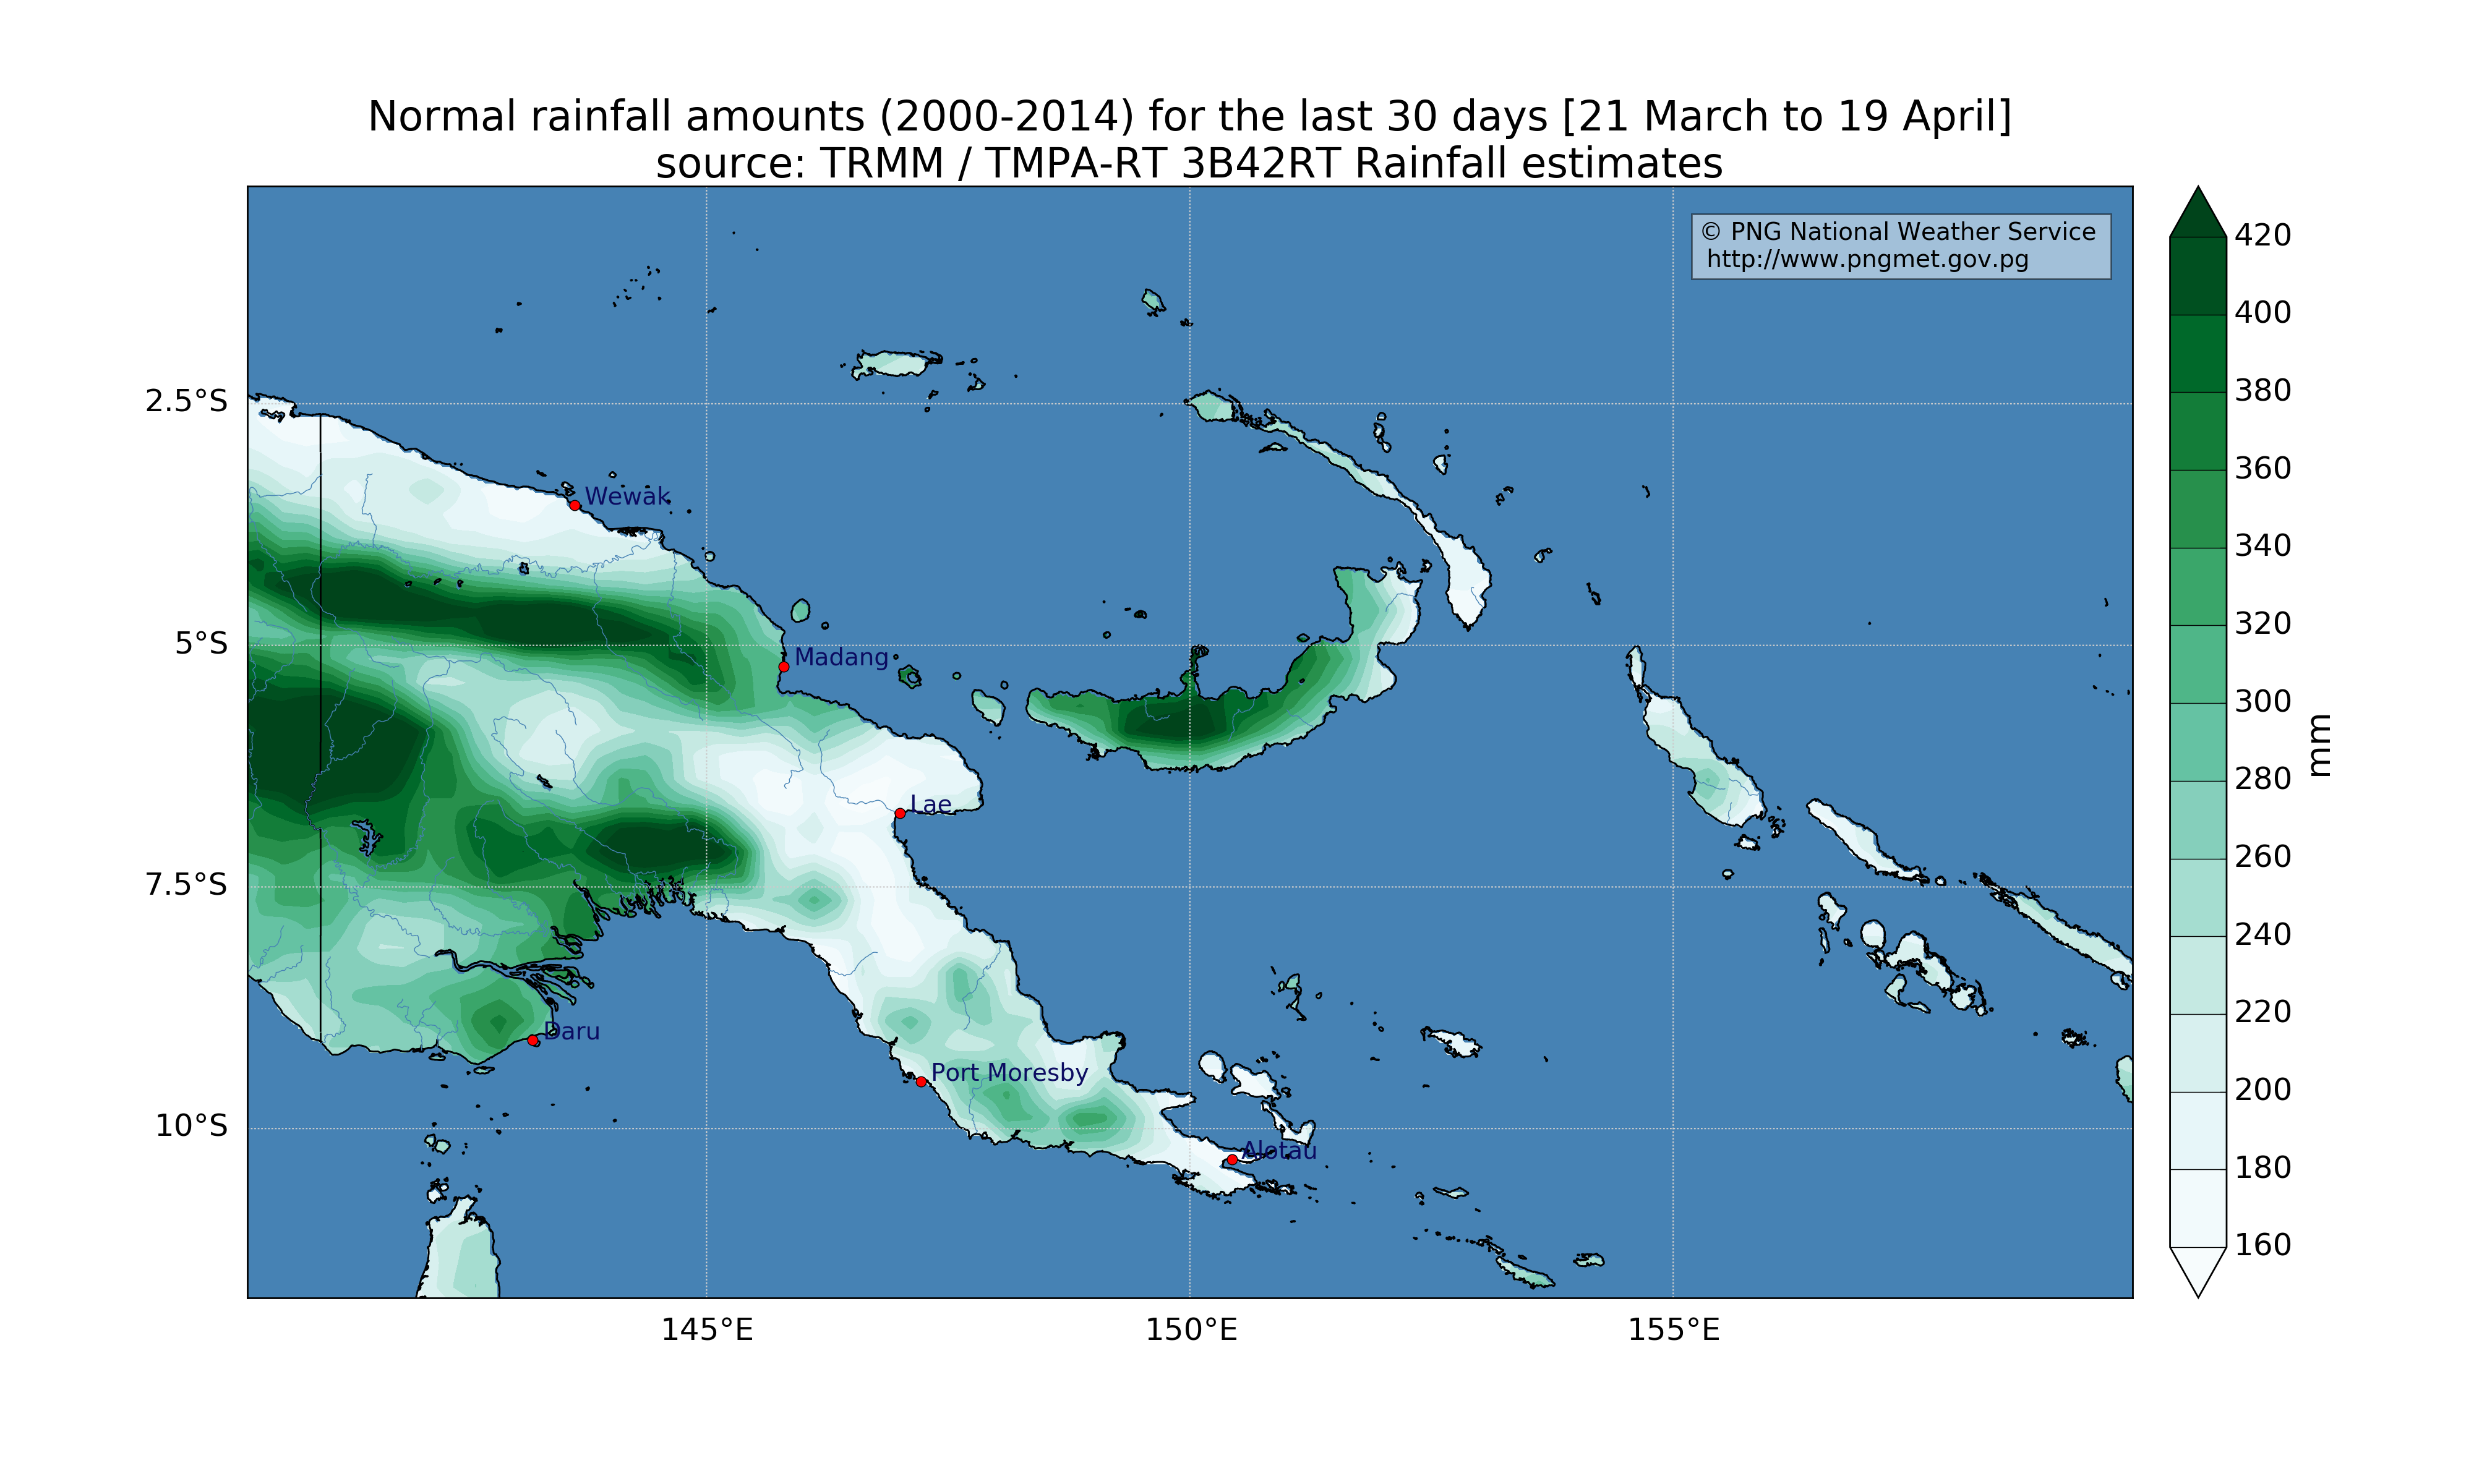 Normal rainfall amounts (2000-2014) for the last 30 days [21 March to 19 April]
source: TRMM / TMPA-RT 3B42RT Rainfall estimates
© PNG National Weather Service
http://www.pngmet.gov.pg
420
400
380
360
340
320
300
280
260
240
220
200
180
160
mm
2.5°S
5°S
7.5°S
10°S
Wewak
Madang
Lae
Daru
Port Moresby
Alotau
145°E
150°E
155°E